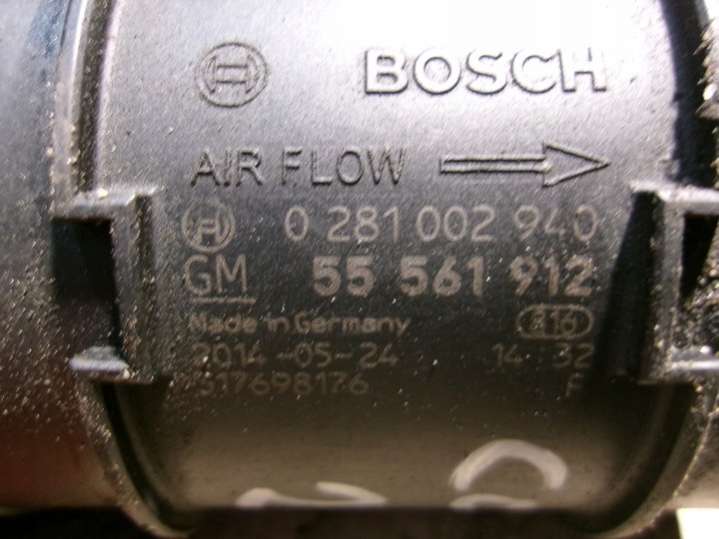 BOSCH
AIR FLOW
0 281 002 940
GM 55 561 912
Made in Germany
2014-05-24 14 32
317698176 F